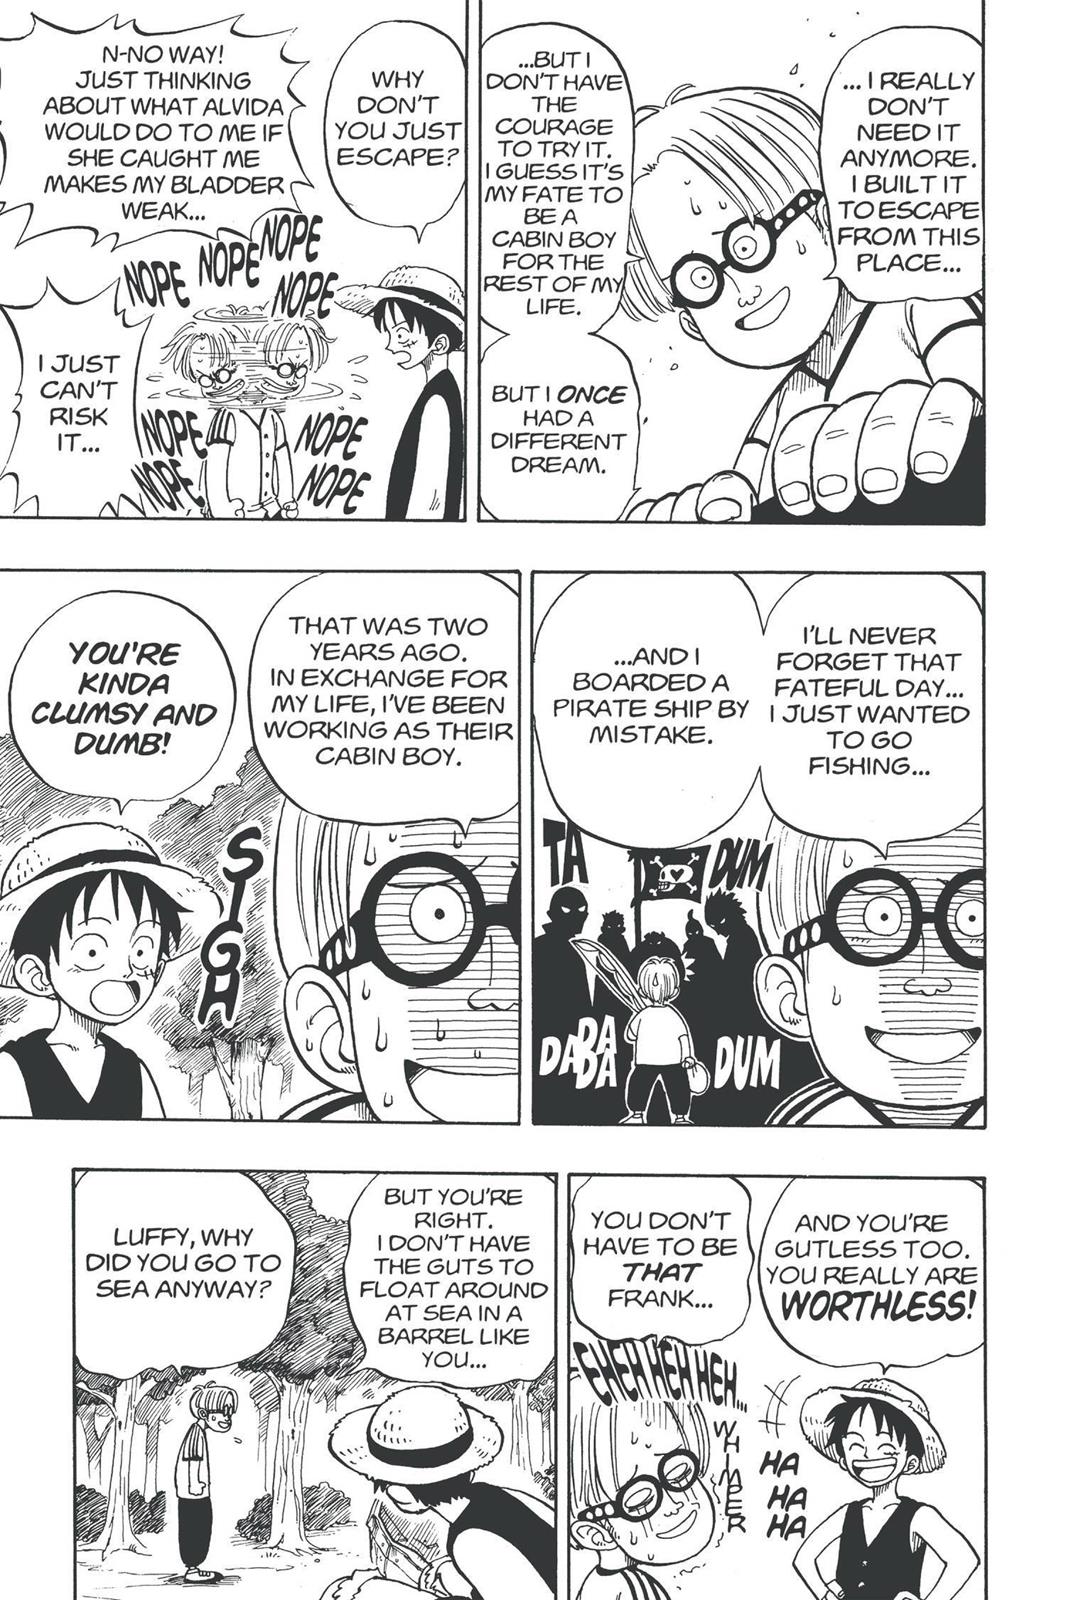 ... I REALLY
DON'T
NEED IT
ANYMORE.
I BUILT IT
TO ESCAPE
FROM THIS
PLACE...
...BUT I
DON'T HAVE
THE
COURAGE
TO TRY IT.
I GUESS IT'S
MY FATE TO
BE A
CABIN BOY
FOR THE
REST OF MY
LIFE.
BUT I ONCE
HAD A
DIFFERENT
DREAM.
WHY
DON'T
YOU JUST
ESCAPE?
N-NO WAY!
JUST THINKING
ABOUT WHAT ALVIDA
WOULD DO TO ME IF
SHE CAUGHT ME
MAKES MY BLADDER
WEAK...
NOPE
NOPE
NOPE
NOPE
I JUST
CAN'T
RISK
IT...
NOPE
NOPE
NOPE
NOPE
I'LL NEVER
FORGET THAT
FATEFUL DAY...
I JUST WANTED
TO GO
FISHING...
...AND I
BOARDED A
PIRATE SHIP BY
MISTAKE.
TA
DUM
DA
DA
DA
DUM
THAT WAS TWO
YEARS AGO.
IN EXCHANGE FOR
MY LIFE, I'VE BEEN
WORKING AS THEIR
CABIN BOY.
YOU'RE
KINDA
CLUMSY AND
DUMB!
SIGH
AND YOU'RE
GUTLESS TOO.
YOU REALLY ARE
WORTHLESS!
YOU DON'T
HAVE TO BE
THAT
FRANK...
EHEH HEH HEH...
WHIMPER
HA
HA
HA
BUT YOU'RE
RIGHT.
I DON'T HAVE
THE GUTS TO
FLOAT AROUND
AT SEA IN A
BARREL LIKE
YOU...
LUFFY, WHY
DID YOU GO TO
SEA ANYWAY?